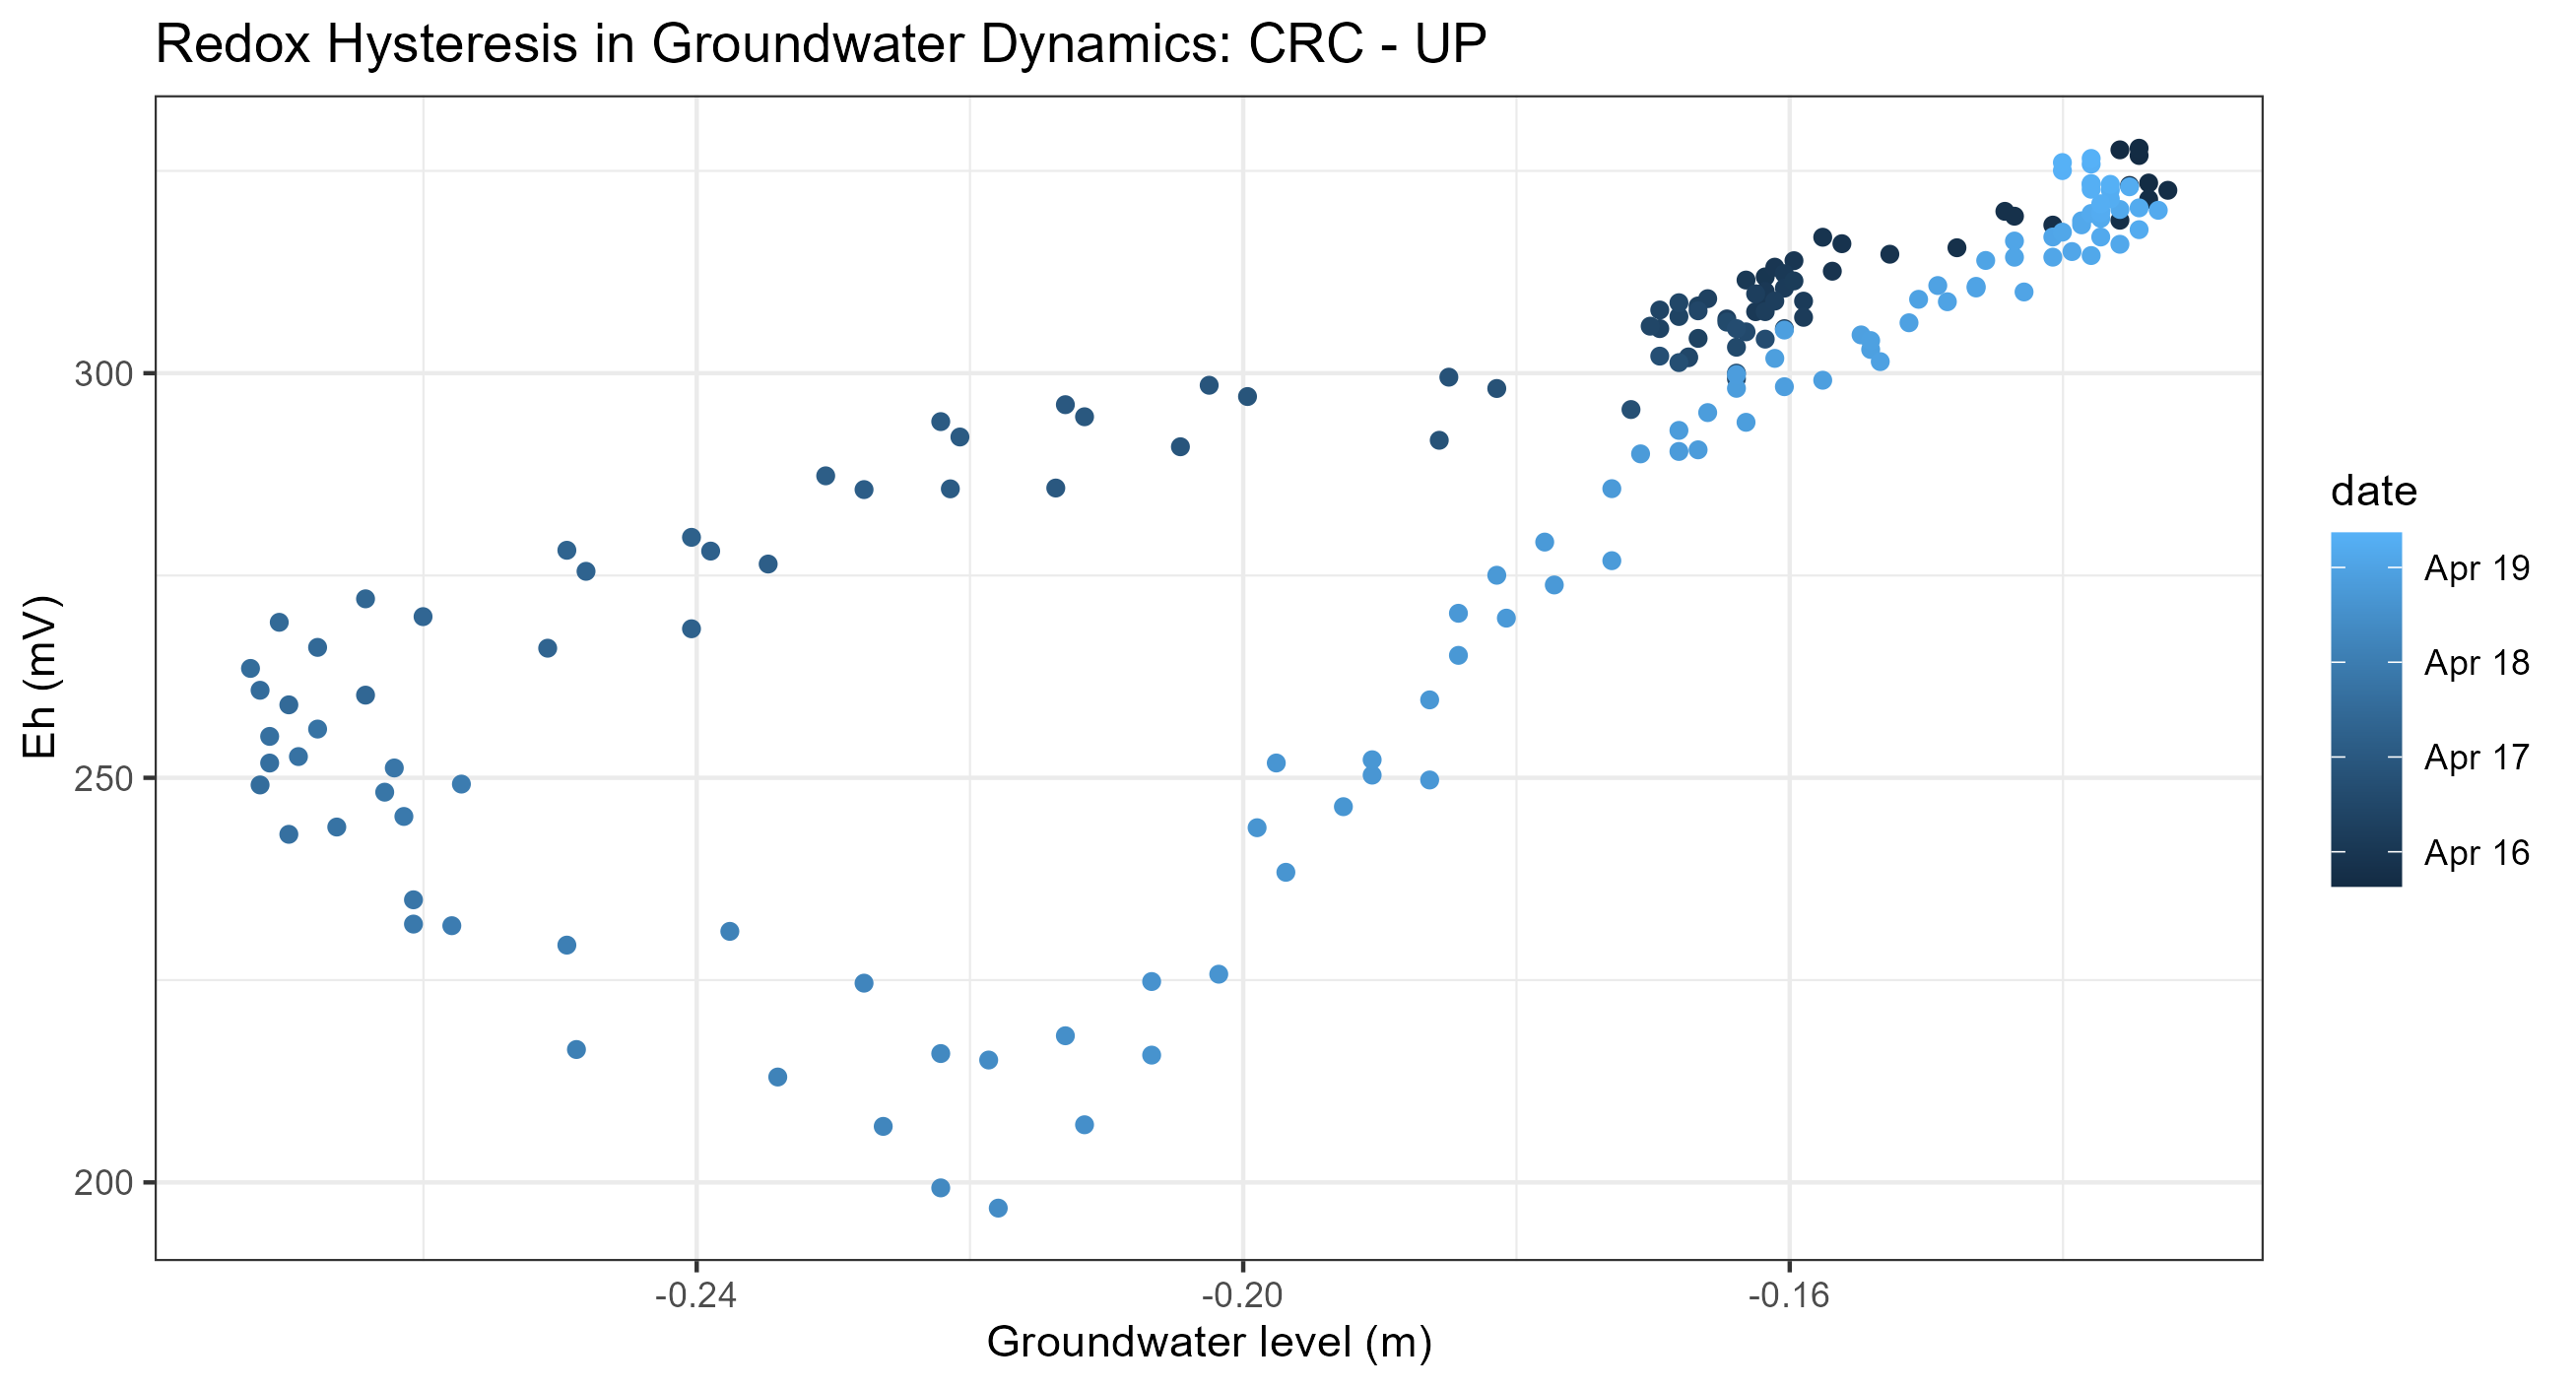 Redox Hysteresis in Groundwater Dynamics: CRC - UP
Eh (mV)
300
250
200
-0.24
-0.20
-0.16
Groundwater level (m)
date
Apr 19
Apr 18
Apr 17
Apr 16